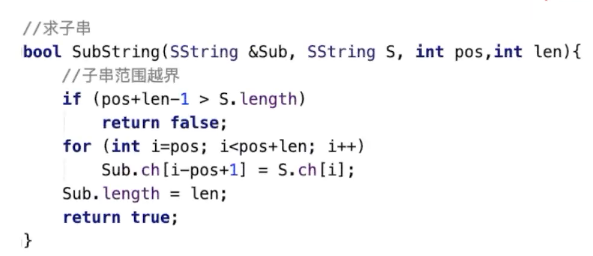 //求子串
bool SubString(SString &Sub, SString S, int pos,int len){
    //子串范围越界
    if (pos+len-1 > S.length)
        return false;
    for (int i=pos; i<pos+len; i++)
        Sub.ch[i-pos+1] = S.ch[i];
    Sub.length = len;
    return true;
}